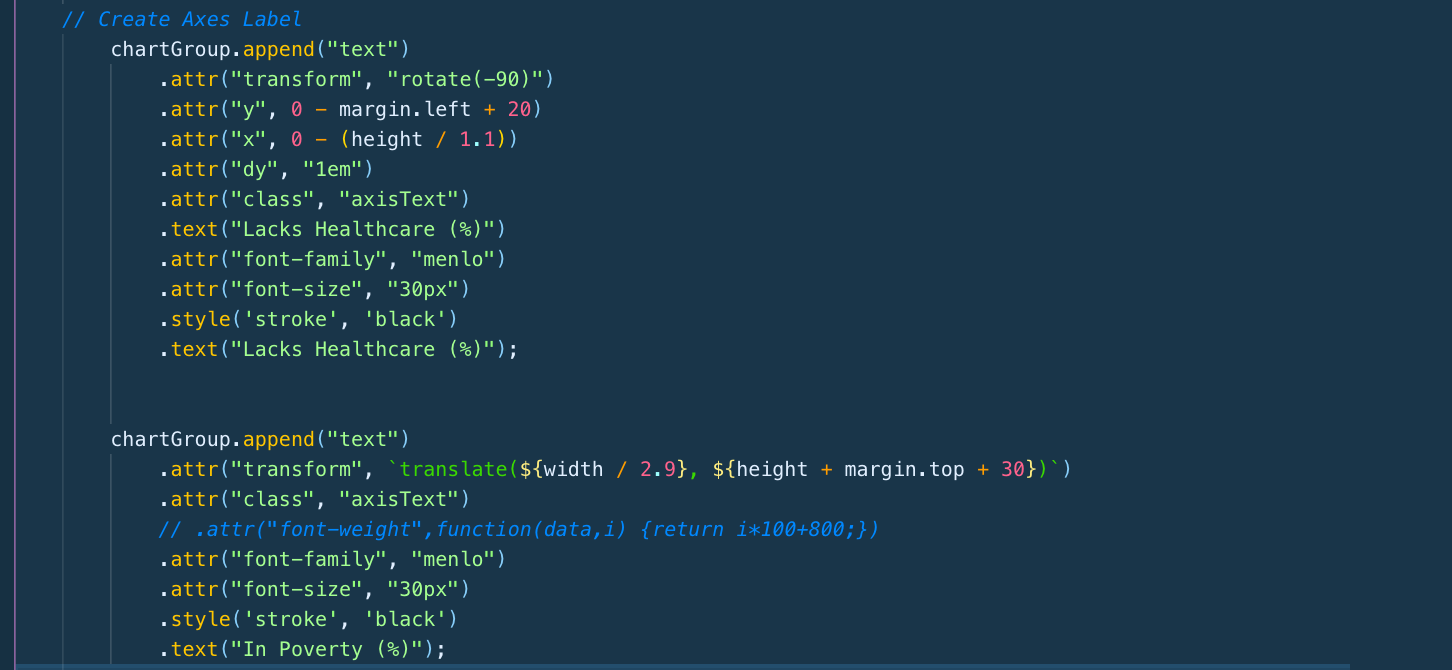 // Create Axes Label
chartGroup.append("text")
.attr("transform", "rotate(-90)")
.attr("y", 0 - margin.left + 20)
.attr("x", 0 - (height / 1.1))
.attr("dy", "1em")
.attr("class", "axisText")
.text("Lacks Healthcare (%)")
.attr("font-family", "menlo")
.attr("font-size", "30px")
.style('stroke', 'black')
.text("Lacks Healthcare (%)");
chartGroup.append("text")
.attr("transform", `translate(${width / 2.9}, ${height + margin.top + 30})`)
.attr("class", "axisText")
// .attr("font-weight",function(data,i) {return i*100+800;})
.attr("font-family", "menlo")
.attr("font-size", "30px")
.style('stroke', 'black')
.text("In Poverty (%)");